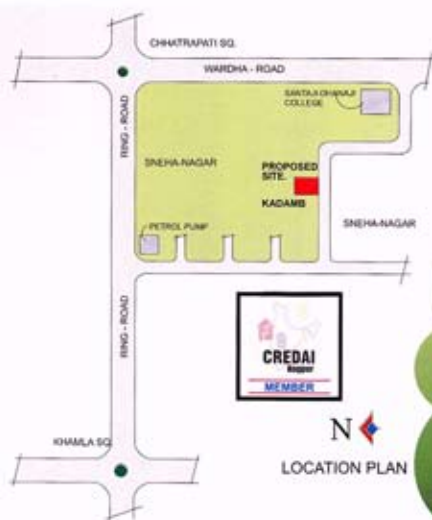 CHHATRAPATI SQ.
WARDHA - ROAD
SANTAJI DHANAJI
COLLEGE
RING - ROAD
SNEHA-NAGAR
PROPOSED
SITE.
KADAMB
SNEHA-NAGAR
PETROL PUMP
RING - ROAD
CREDAI
Nagpur
MEMBER
N
KHAMLA SQ.
LOCATION PLAN